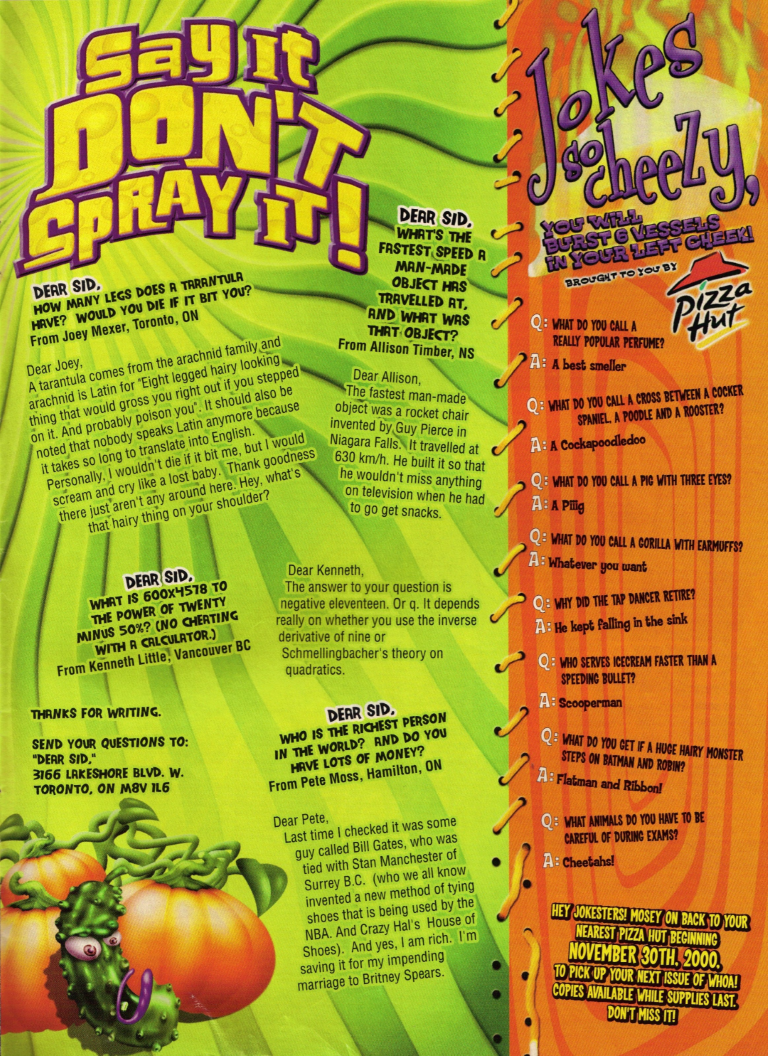 Say It
DON'T
SPRAY IT!
DEAR SID,
HOW MANY LEGS DOES A TARANTULA
HAVE? WOULD YOU DIE IF IT BIT YOU?
From Joey Mexer, Toronto, ON
Dear Joey,
A tarantula comes from the arachnid family and
arachnid is Latin for "Eight legged hairy looking
thing that would gross you right out if you stepped
on it. And probably poison you". It should also be
noted that nobody speaks Latin anymore because
it takes so long to translate into English.
Personally, I wouldn't die if it bit me, but I would
scream and cry like a lost baby. Thank goodness
there just aren't any around here. Hey, what's
that hairy thing on your shoulder?
DEAR SID,
WHAT'S THE
FASTEST SPEED A
MAN-MADE
OBJECT HAS
TRAVELLED AT,
AND WHAT WAS
THAT OBJECT?
From Allison Timber, NS
Dear Allison,
The fastest man-made
object was a rocket chair
invented by Guy Pierce in
Niagara Falls. It travelled at
630 km/h. He built it so that
he wouldn't miss anything
on television when he had
to go get snacks.
DEAR SID,
WHAT IS 600X4578 TO
THE POWER OF TWENTY
MINUS 50%? (NO CHEATING
WITH A CALCULATOR.)
From Kenneth Little, Vancouver BC
Dear Kenneth,
The answer to your question is
negative eleventeen. Or q. It depends
really on whether you use the inverse
derivative of nine or
Schmellingbacher's theory on
quadratics.
THANKS FOR WRITING.
SEND YOUR QUESTIONS TO:
"DEAR SID,"
3166 LAKESHORE BLVD. W.
TORONTO, ON M8V 1L6
DEAR SID,
WHO IS THE RICHEST PERSON
IN THE WORLD? AND DO YOU
HAVE LOTS OF MONEY?
From Pete Moss, Hamilton, ON
Dear Pete,
Last time I checked it was some
guy called Bill Gates, who was
tied with Stan Manchester of
Surrey B.C. (who we all know
invented a new method of tying
shoes that is being used by the
NBA. And Crazy Hal's House of
Shoes). And yes, I am rich. I'm
saving it for my impending
marriage to Britney Spears.
Jokes
so
cheezy,
YOU WILL
BURST 6 VESSELS
IN YOUR LEFT CHEEK!
BROUGHT TO YOU BY
Pizza
Hut
Q: WHAT DO YOU CALL A
REALLY POPULAR PERFUME?
A: A best smeller
Q: WHAT DO YOU CALL A CROSS BETWEEN A COCKER
SPANIEL, A POODLE AND A ROOSTER?
A: A Cockapoodledoo
Q: WHAT DO YOU CALL A PIG WITH THREE EYES?
A: A Piiig
Q: WHAT DO YOU CALL A GORILLA WITH EARMUFFS?
A: Whatever you want
Q: WHY DID THE TAP DANCER RETIRE?
A: He kept falling in the sink
Q: WHO SERVES ICECREAM FASTER THAN A
SPEEDING BULLET?
A: Scooperman
Q: WHAT DO YOU GET IF A HUGE HAIRY MONSTER
STEPS ON BATMAN AND ROBIN?
A: Flatman and Ribbon!
Q: WHAT ANIMALS DO YOU HAVE TO BE
CAREFUL OF DURING EXAMS?
A: Cheetahs!
HEY JOKESTERS! MOSEY ON BACK TO YOUR
NEAREST PIZZA HUT BEGINNING
NOVEMBER 30TH, 2000.
TO PICK UP YOUR NEXT ISSUE OF WHOA!
COPIES AVAILABLE WHILE SUPPLIES LAST.
DON'T MISS IT!